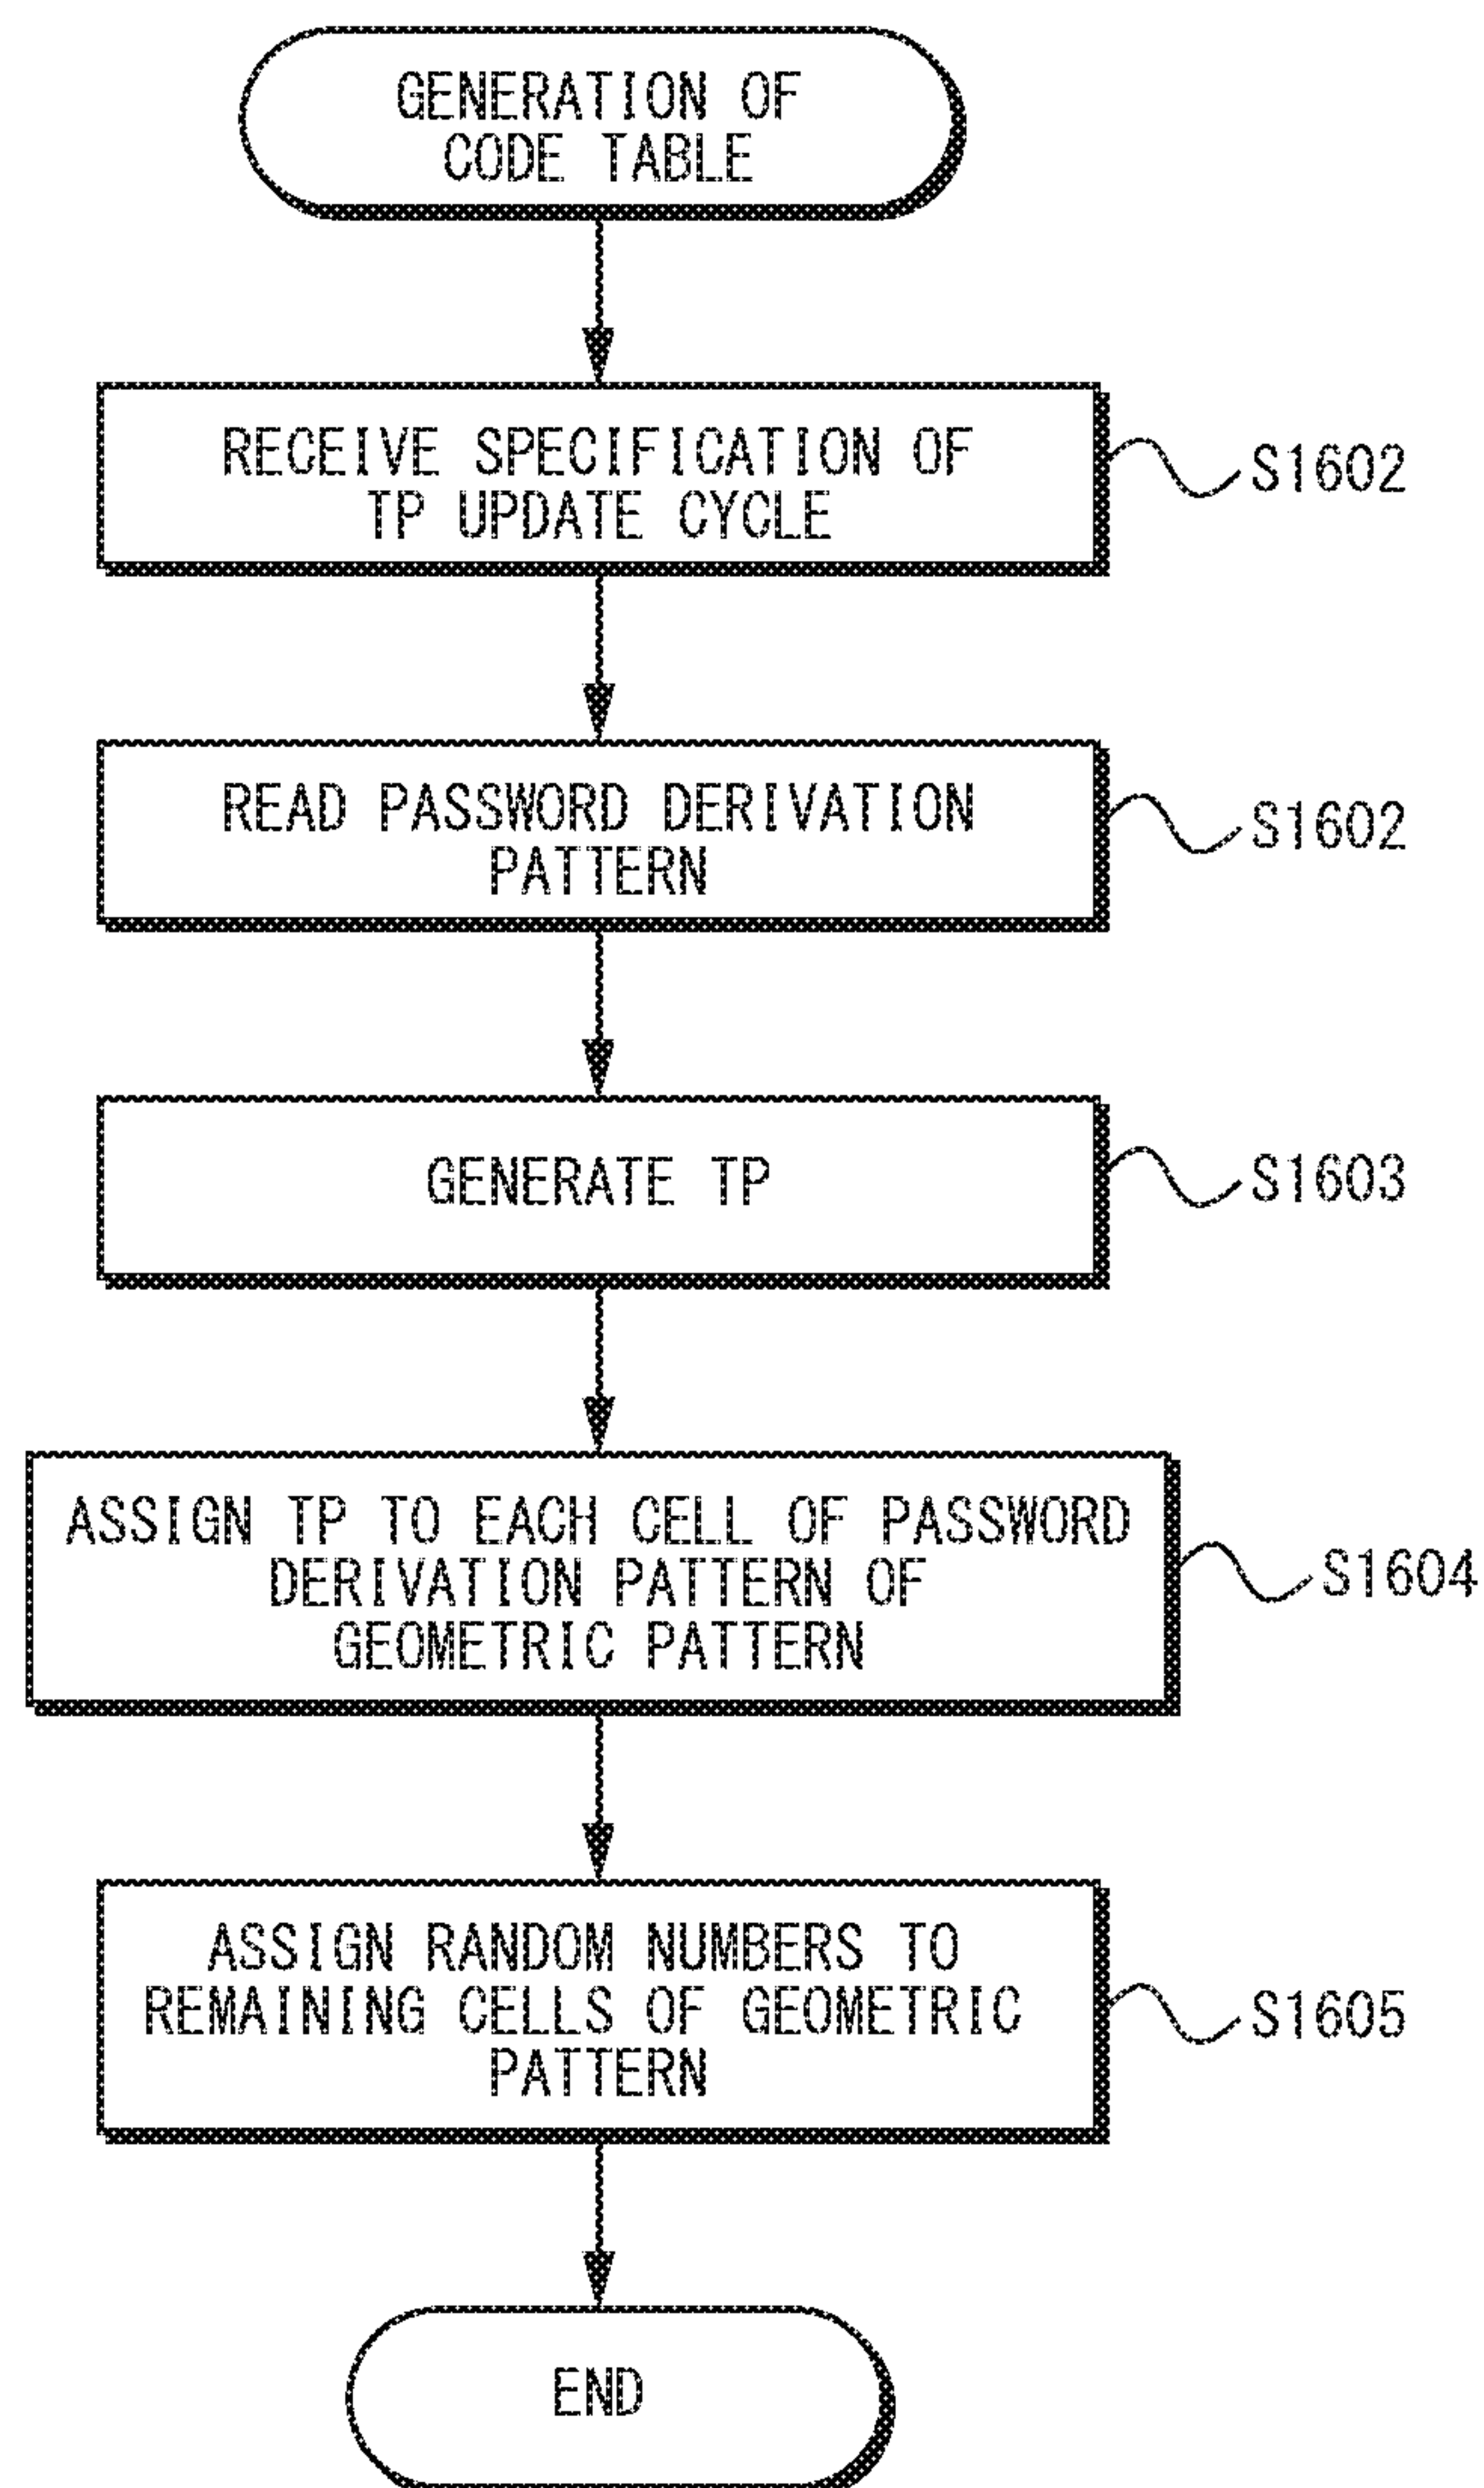 GENERATION OF
CODE TABLE
RECEIVE SPECIFICATION OF
TP UPDATE CYCLE
S1602
READ PASSWORD DERIVATION
PATTERN
S1602
GENERATE TP
S1603
ASSIGN TP TO EACH CELL OF PASSWORD
DERIVATION PATTERN OF
GEOMETRIC PATTERN
S1604
ASSIGN RANDOM NUMBERS TO
REMAINING CELLS OF GEOMETRIC
PATTERN
S1605
END